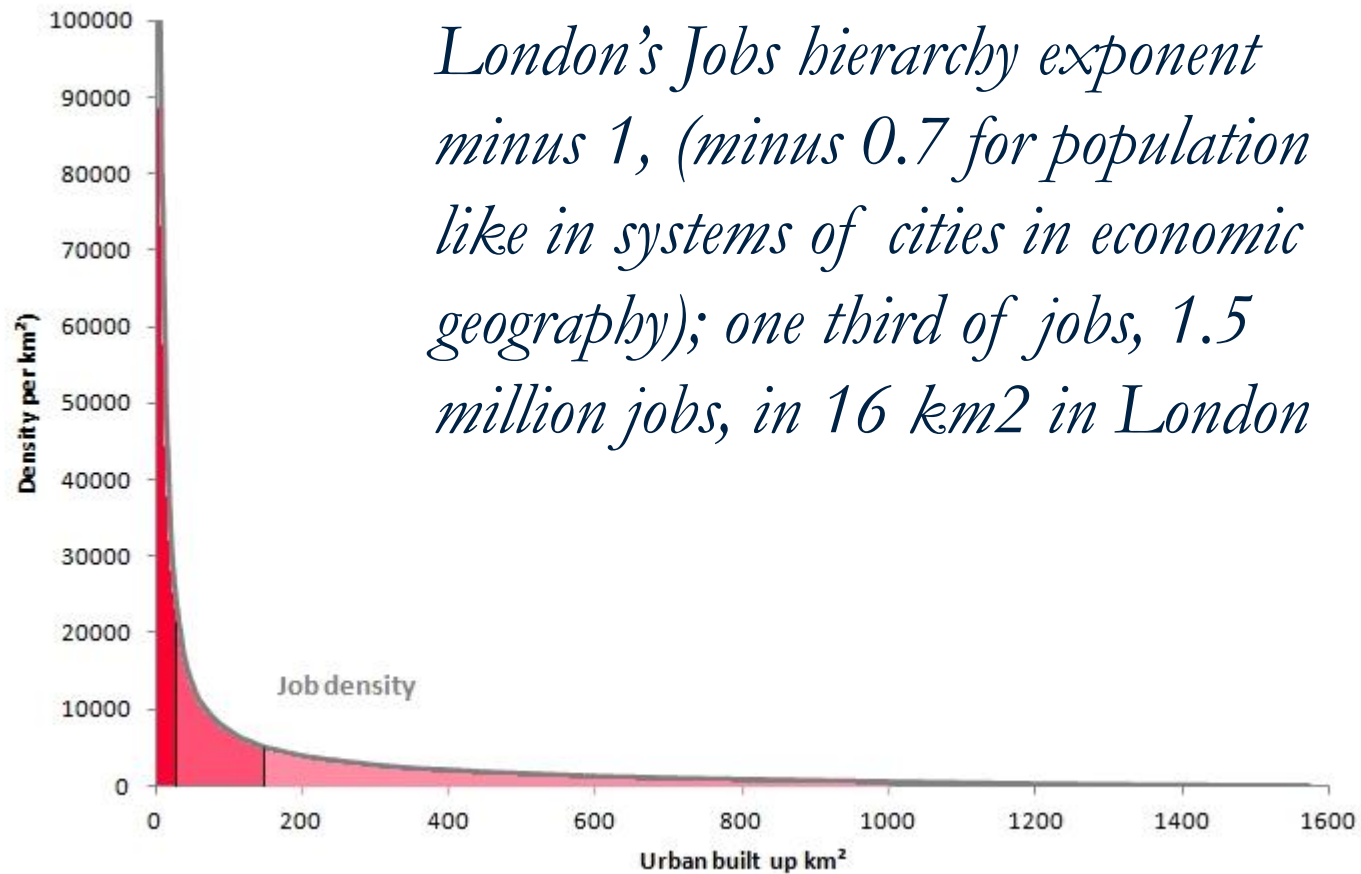 London's Jobs hierarchy exponent
minus 1, (minus 0.7 for population
like in systems of cities in economic
geography); one third of jobs, 1.5
million jobs, in 16 km2 in London
100000
90000
80000
70000
60000
50000
40000
30000
20000
10000
0
Density per km²)
Job density
0 200 400 600 800 1000 1200 1400 1600
Urban built up km²